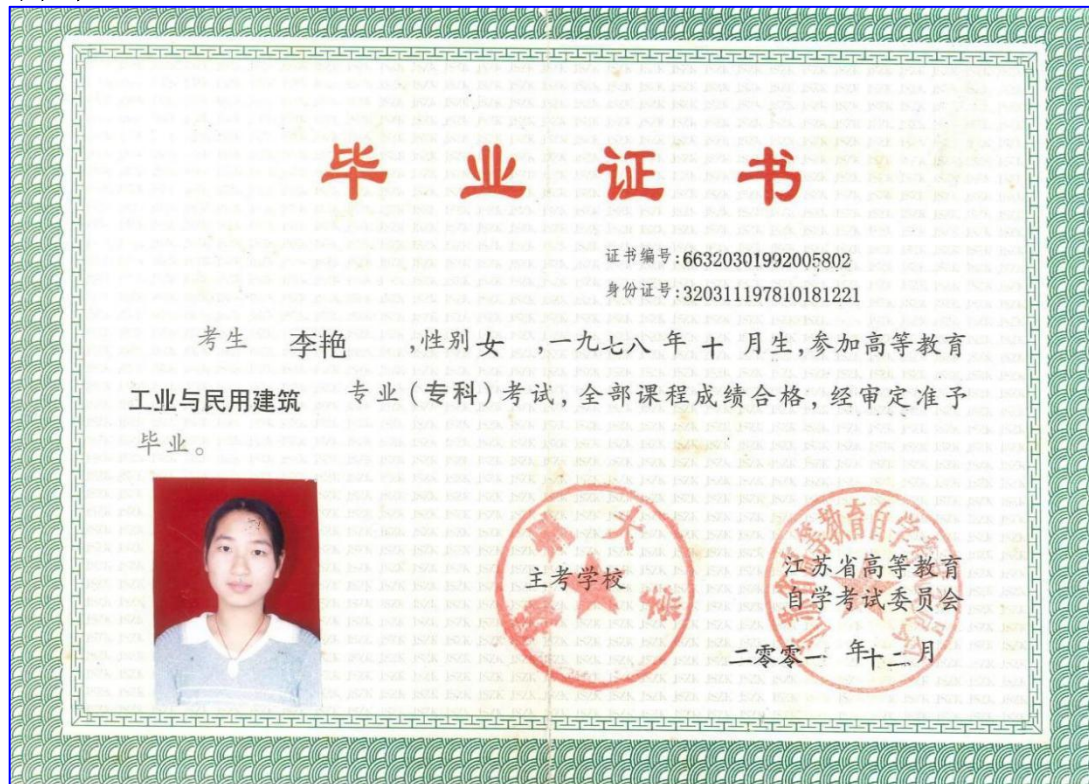 毕业证书
证书编号:66320301992005802
身份证号:320311197810181221
考生 李艳 ,性别 女 ,一九七八 年 十 月生,参加高等教育
工业与民用建筑 专业(专科)考试,全部课程成绩合格,经审定准予
毕业。
主考学校
江苏省高等教育
自学考试委员会
二零零一 年十二月